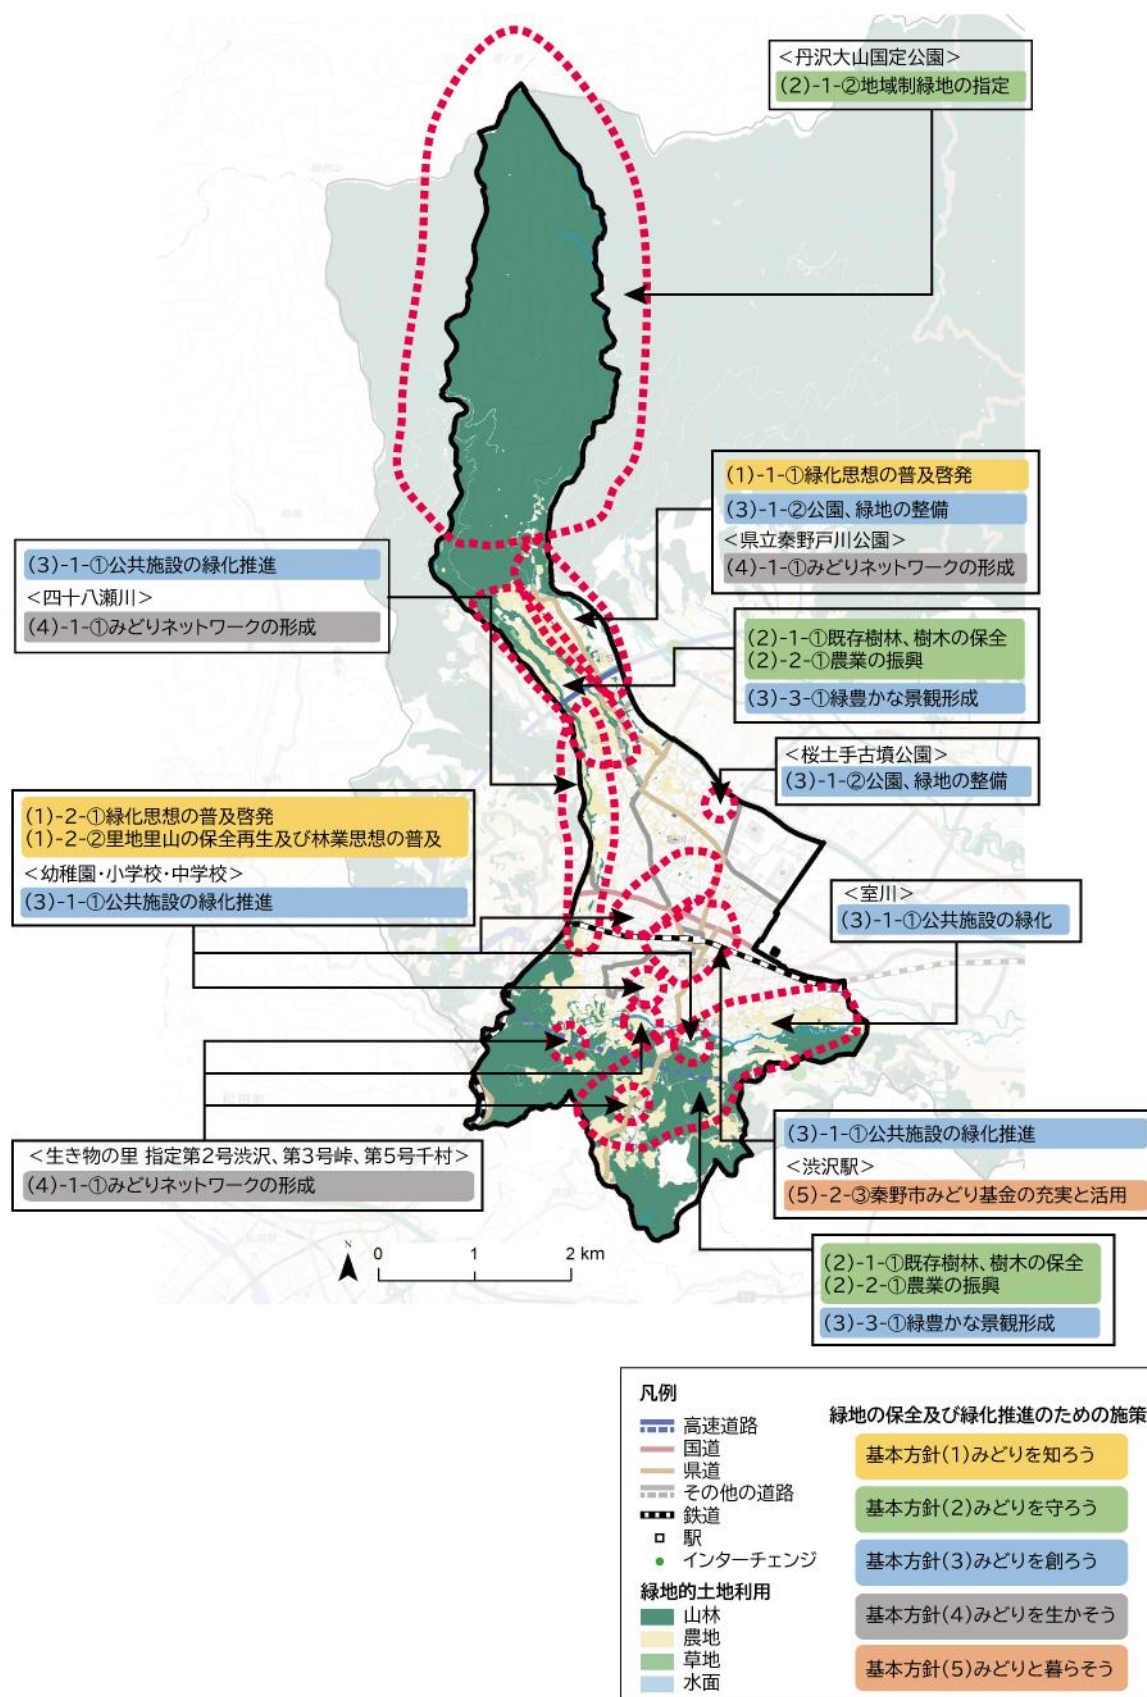 <丹沢大山国定公園>
(2)-1-②地域制緑地の指定
(1)-1-①緑化思想の普及啓発
(3)-1-②公園、緑地の整備
<県立秦野戸川公園>
(4)-1-①みどりネットワークの形成
(3)-1-①公共施設の緑化推進
<四十八瀬川>
(4)-1-①みどりネットワークの形成
(2)-1-①既存樹林、樹木の保全
(2)-2-①農業の振興
(3)-3-①緑豊かな景観形成
<桜土手古墳公園>
(3)-1-②公園、緑地の整備
(1)-2-①緑化思想の普及啓発
(1)-2-②里地里山の保全再生及び林業思想の普及
<幼稚園・小学校・中学校>
(3)-1-①公共施設の緑化推進
<室川>
(3)-1-①公共施設の緑化
<生き物の里 指定第2号渋沢、第3号峠、第5号千村>
(4)-1-①みどりネットワークの形成
(3)-1-①公共施設の緑化推進
<渋沢駅>
(5)-2-③秦野市みどり基金の充実と活用
(2)-1-①既存樹林、樹木の保全
(2)-2-①農業の振興
(3)-3-①緑豊かな景観形成
N
0 1 2 km
凡例
高速道路
国道
県道
その他の道路
鉄道
駅
インターチェンジ
緑地的土地利用
山林
農地
草地
水面
緑地の保全及び緑化推進のための施策
基本方針(1)みどりを知ろう
基本方針(2)みどりを守ろう
基本方針(3)みどりを創ろう
基本方針(4)みどりを生かそう
基本方針(5)みどりと暮らそう